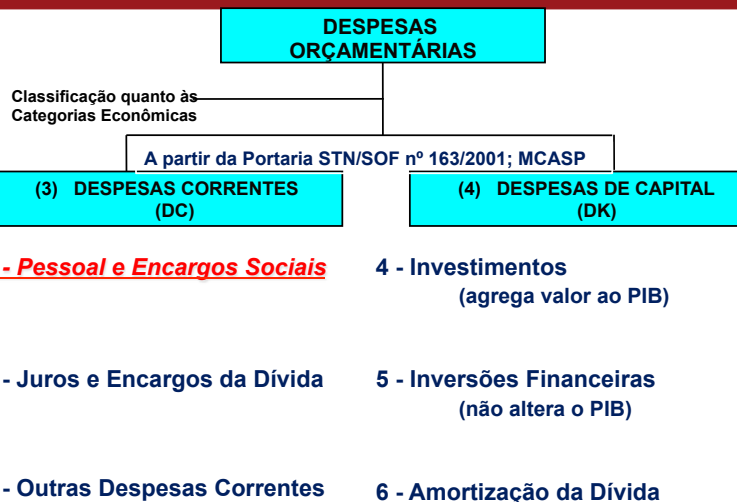 DESPESAS
ORÇAMENTÁRIAS
Classificação quanto às
Categorias Econômicas
A partir da Portaria STN/SOF nº 163/2001; MCASP
(3) DESPESAS CORRENTES
(DC)
(4) DESPESAS DE CAPITAL
(DK)
- Pessoal e Encargos Sociais
4 - Investimentos
(agrega valor ao PIB)
- Juros e Encargos da Dívida
5 - Inversões Financeiras
(não altera o PIB)
- Outras Despesas Correntes
6 - Amortização da Dívida